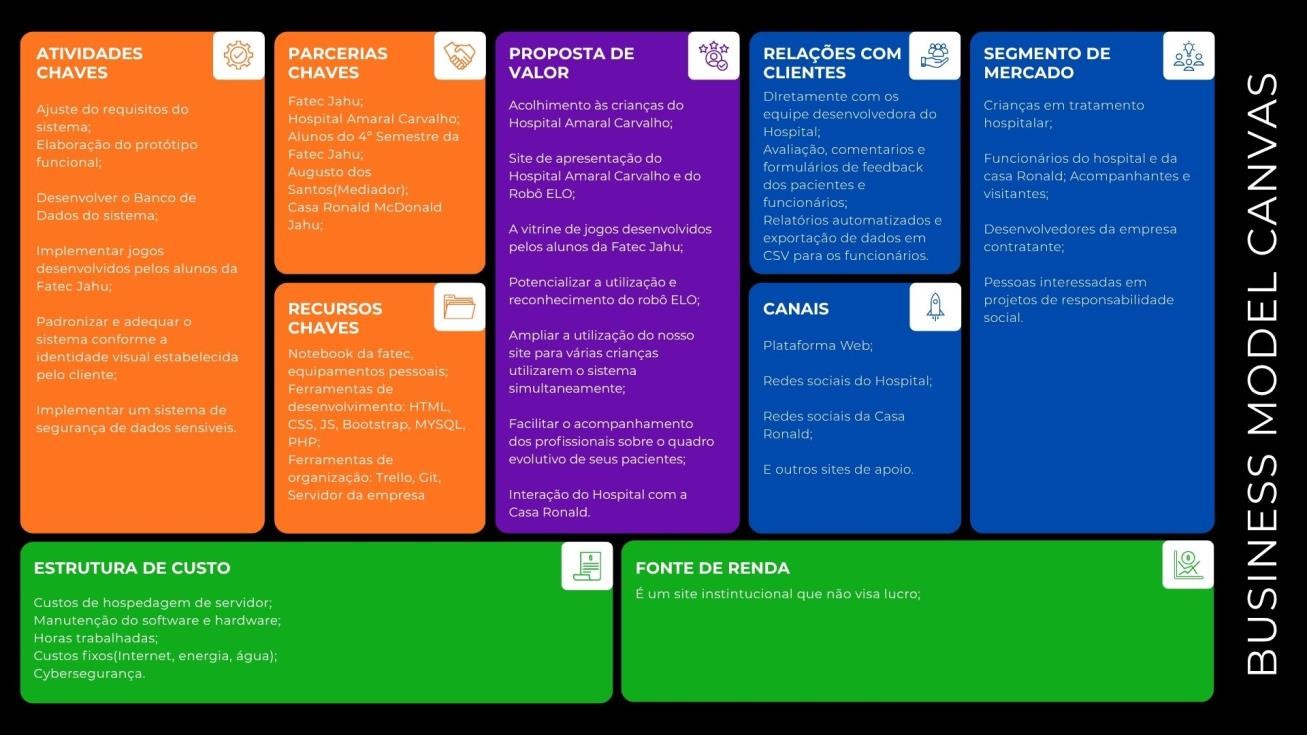 ATIVIDADES
CHAVES
Ajuste do requisitos do
sistema;
Elaboração do protótipo
funcional;
Desenvolver o Banco de
Dados do sistema;
Implementar jogos
desenvolvidos pelos alunos da
Fatec Jahu;
Padronizar e adequar o
sistema conforme a
identidade visual estabelecida
pelo cliente;
Implementar um sistema de
segurança de dados sensiveis.
PARCERIAS
CHAVES
Fatec Jahu;
Hospital Amaral Carvalho;
Alunos do 4º Semestre da
Fatec Jahu;
Augusto dos
Santos(Mediador);
Casa Ronald McDonald
Jahu;
RECURSOS
CHAVES
Notebook da fatec,
equipamentos pessoais;
Ferramentas de
desenvolvimento: HTML,
CSS, JS, Bootstrap, MYSQL,
PHP;
Ferramentas de
organização: Trello, Git,
Servidor da empresa
PROPOSTA DE
VALOR
Acolhimento às crianças do
Hospital Amaral Carvalho;
Site de apresentação do
Hospital Amaral Carvalho e do
Robô ELO;
A vitrine de jogos desenvolvidos
pelos alunos da Fatec Jahu;
Potencializar a utilização e
reconhecimento do robô ELO;
Ampliar a utilização do nosso
site para várias crianças
utilizarem o sistema
simultaneamente;
Facilitar o acompanhamento
dos profissionais sobre o quadro
evolutivo de seus pacientes;
Interação do Hospital com a
Casa Ronald.
RELAÇÕES COM
CLIENTES
DIretamente com os
equipe desenvolvedora do
Hospital;
Avaliação, comentarios e
formulários de feedback
dos pacientes e
funcionários;
Relatórios automatizados e
exportação de dados em
CSV para os funcionários.
CANAIS
Plataforma Web;
Redes sociais do Hospital;
Redes sociais da Casa
Ronald;
E outros sites de apoio.
SEGMENTO DE
MERCADO
Crianças em tratamento
hospitalar;
Funcionários do hospital e da
casa Ronald; Acompanhantes e
visitantes;
Desenvolvedores da empresa
contratante;
Pessoas interessadas em
projetos de responsabilidade
social.
ESTRUTURA DE CUSTO
Custos de hospedagem de servidor;
Manutenção do software e hardware;
Horas trabalhadas;
Custos fixos(Internet, energia, água);
Cybersegurança.
FONTE DE RENDA
É um site instintucional que não visa lucro;
BUSINESS MODEL CANVAS